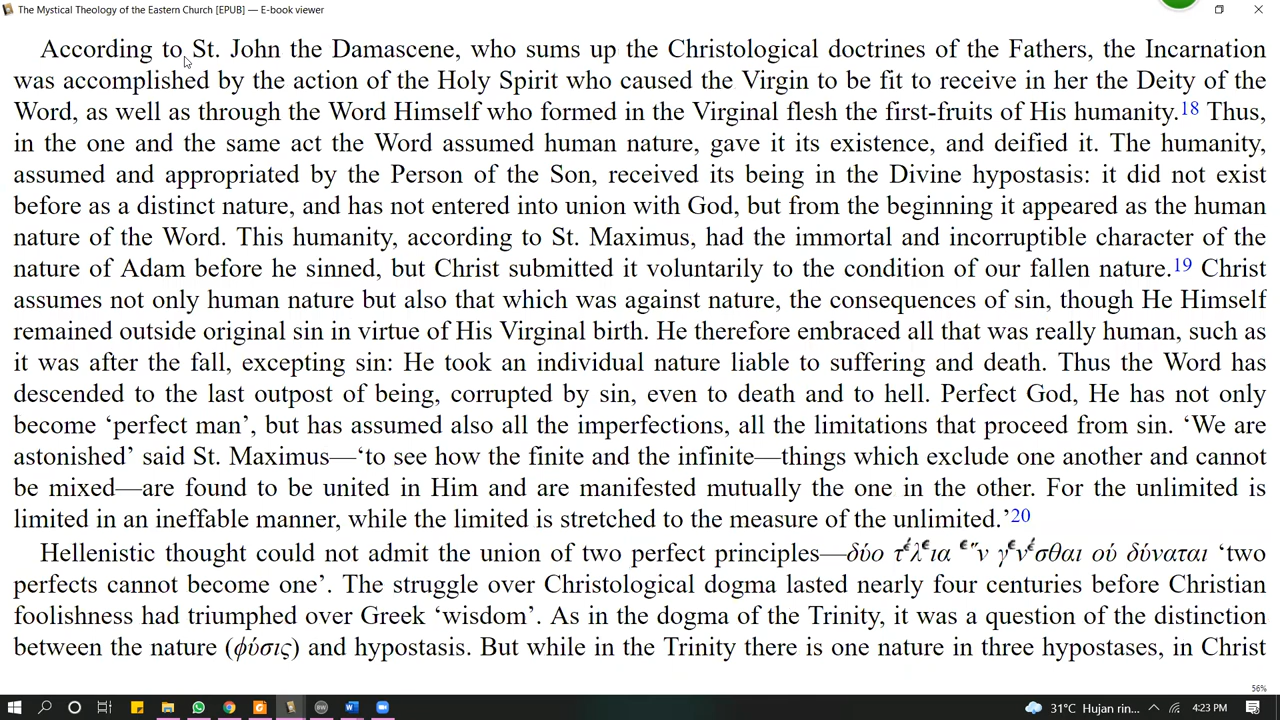 The Mystical Theology of the Eastern Church [EPUB] — E-book viewer
According to St. John the Damascene, who sums up the Christological doctrines of the Fathers, the Incarnation
was accomplished by the action of the Holy Spirit who caused the Virgin to be fit to receive in her the Deity of the
Word, as well as through the Word Himself who formed in the Virginal flesh the first-fruits of His humanity.18 Thus,
in the one and the same act the Word assumed human nature, gave it its existence, and deified it. The humanity,
assumed and appropriated by the Person of the Son, received its being in the Divine hypostasis: it did not exist
before as a distinct nature, and has not entered into union with God, but from the beginning it appeared as the human
nature of the Word. This humanity, according to St. Maximus, had the immortal and incorruptible character of the
nature of Adam before he sinned, but Christ submitted it voluntarily to the condition of our fallen nature.19 Christ
assumes not only human nature but also that which was against nature, the consequences of sin, though He Himself
remained outside original sin in virtue of His Virginal birth. He therefore embraced all that was really human, such as
it was after the fall, excepting sin: He took an individual nature liable to suffering and death. Thus the Word has
descended to the last outpost of being, corrupted by sin, even to death and to hell. Perfect God, He has not only
become ‘perfect man’, but has assumed also all the imperfections, all the limitations that proceed from sin. ‘We are
astonished’ said St. Maximus—‘to see how the finite and the infinite—things which exclude one another and cannot
be mixed—are found to be united in Him and are manifested mutually the one in the other. For the unlimited is
limited in an ineffable manner, while the limited is stretched to the measure of the unlimited.’20
Hellenistic thought could not admit the union of two perfect principles—δύο τέλεια ἕν γενέσθαι οὐ δύναται ‘two
perfects cannot become one’. The struggle over Christological dogma lasted nearly four centuries before Christian
foolishness had triumphed over Greek ‘wisdom’. As in the dogma of the Trinity, it was a question of the distinction
between the nature (φύσις) and hypostasis. But while in the Trinity there is one nature in three hypostases, in Christ
56%
31°C Hujan rin... 4:23 PM